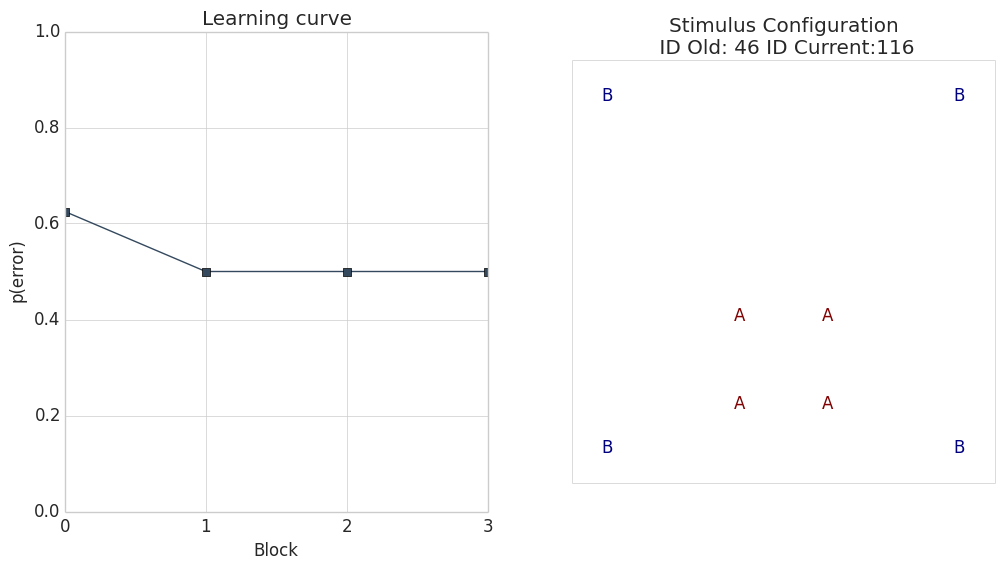 Learning curve
1.0
0.8
0.6
0.4
0.2
0.0
p(error)
0 1 2 3
Block
Stimulus Configuration
ID Old: 46 ID Current:116
B B
A A
A A
B B